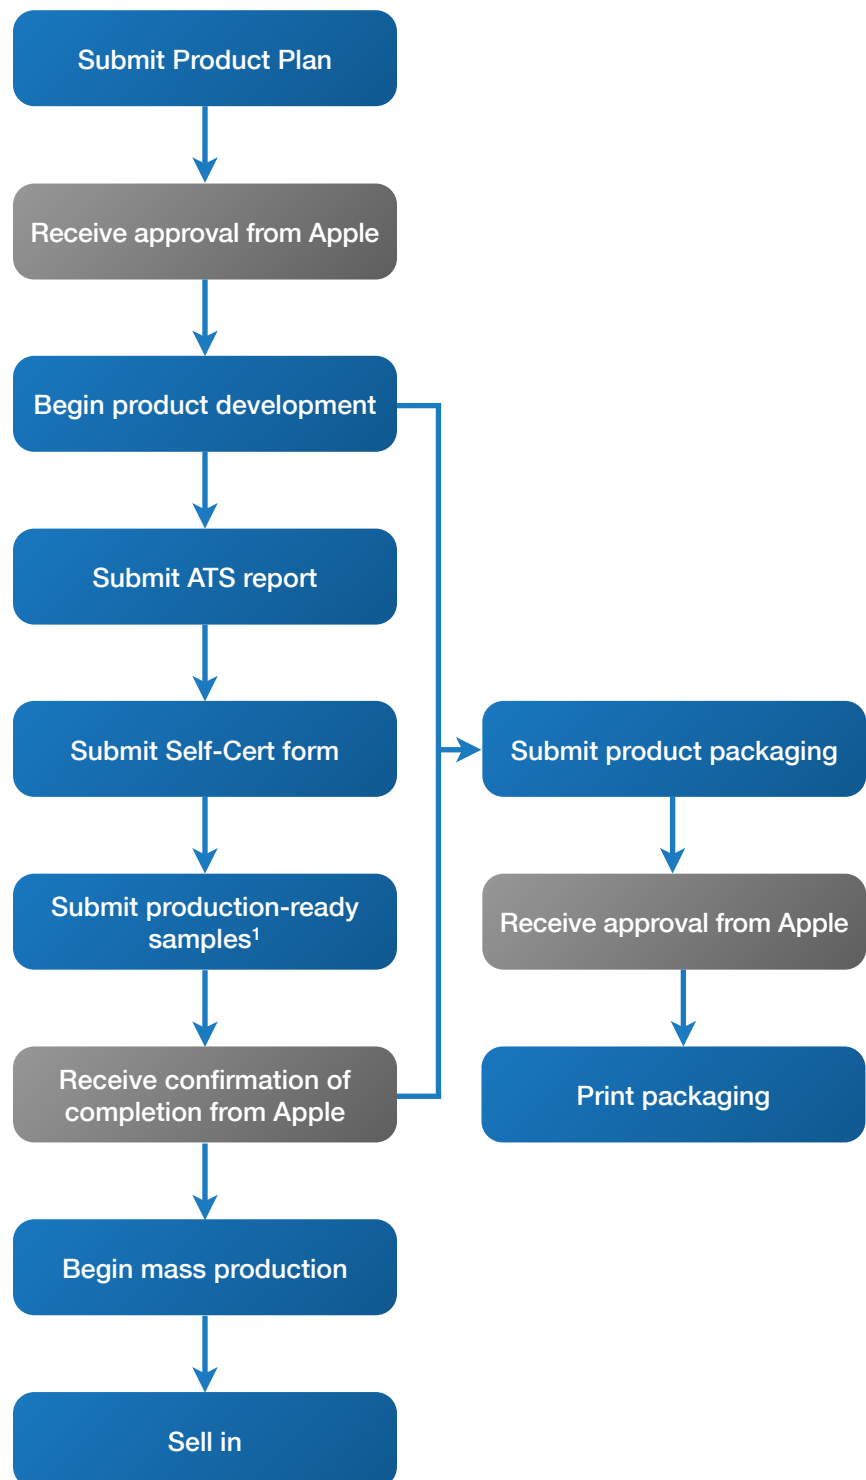 Submit Product Plan
Receive approval from Apple
Begin product development
Submit ATS report
Submit Self-Cert form
Submit product packaging
Submit production-ready
samples¹
Receive approval from Apple
Receive confirmation of
completion from Apple
Print packaging
Begin mass production
Sell in